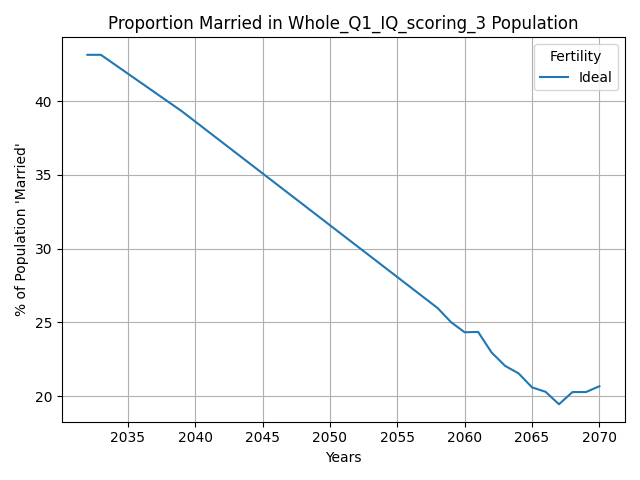 Proportion Married in Whole_Q1_IQ_scoring_3 Population
Fertility
Ideal
% of Population 'Married'
40
35
30
25
20
2035 2040 2045 2050 2055 2060 2065 2070
Years